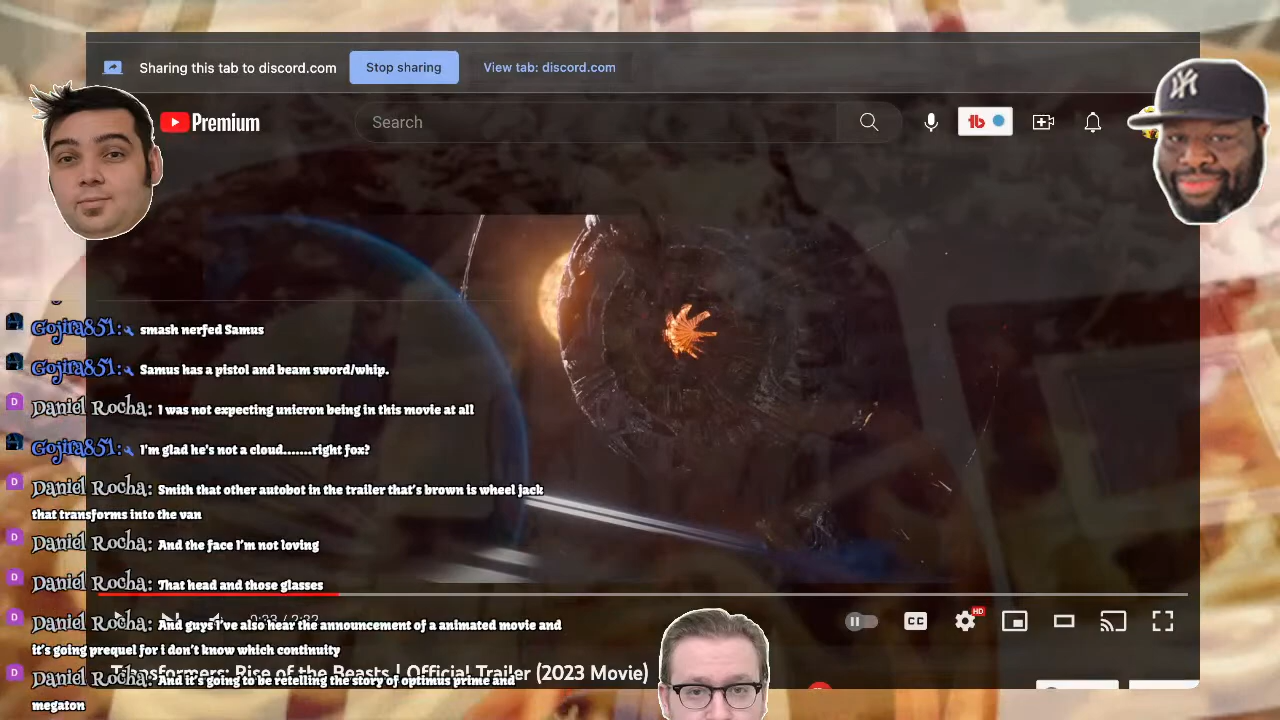 Sharing this tab to discord.com
Stop sharing
View tab: discord.com
Premium
Search
Gojira851: smash nerfed Samus
Gojira851: Samus has a pistol and beam sword/whip.
Daniel Rocha: I was not expecting unicron being in this movie at all
Gojira851: I'm glad he's not a cloud.......right fox?
Daniel Rocha: Smith that other autobot in the trailer that's brown is wheel jack
that transforms into the van
Daniel Rocha: And the face I'm not loving
Daniel Rocha: That head and those glasses
CC
HD
Daniel Rocha: And guys I've also hear the announcement of a animated movie and
it's going prequel for i don't know which continuity
Transformers: Rise of the Beasts | Official Trailer (2023 Movie)
Daniel Rocha: And it's going to be retelling the story of optimus prime and
megaton